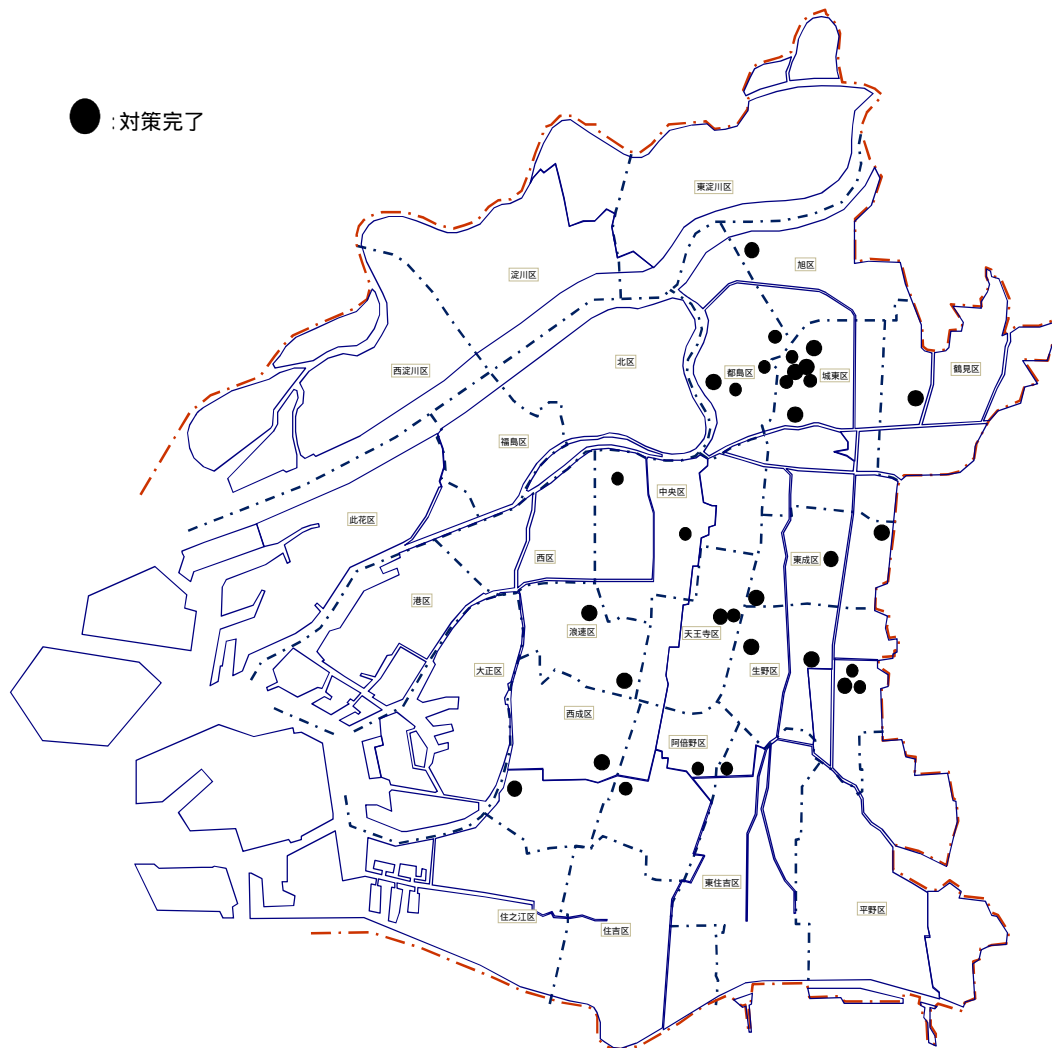 :対策完了
東淀川区
旭区
淀川区
北区
西淀川区
都島区
城東区
鶴見区
福島区
中央区
此花区
西区
東成区
港区
浪速区
天王寺区
大正区
生野区
西成区
阿倍野区
東住吉区
平野区
住之江区
住吉区